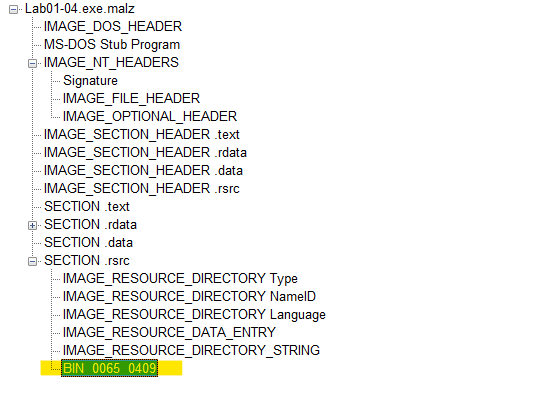 Lab01-04.exe.malz
IMAGE_DOS_HEADER
MS-DOS Stub Program
IMAGE_NT_HEADERS
Signature
IMAGE_FILE_HEADER
IMAGE_OPTIONAL_HEADER
IMAGE_SECTION_HEADER .text
IMAGE_SECTION_HEADER .rdata
IMAGE_SECTION_HEADER .data
IMAGE_SECTION_HEADER .rsrc
SECTION .text
SECTION .rdata
SECTION .data
SECTION .rsrc
IMAGE_RESOURCE_DIRECTORY Type
IMAGE_RESOURCE_DIRECTORY NameID
IMAGE_RESOURCE_DIRECTORY Language
IMAGE_RESOURCE_DATA_ENTRY
IMAGE_RESOURCE_DIRECTORY_STRING
BIN 0065 0409